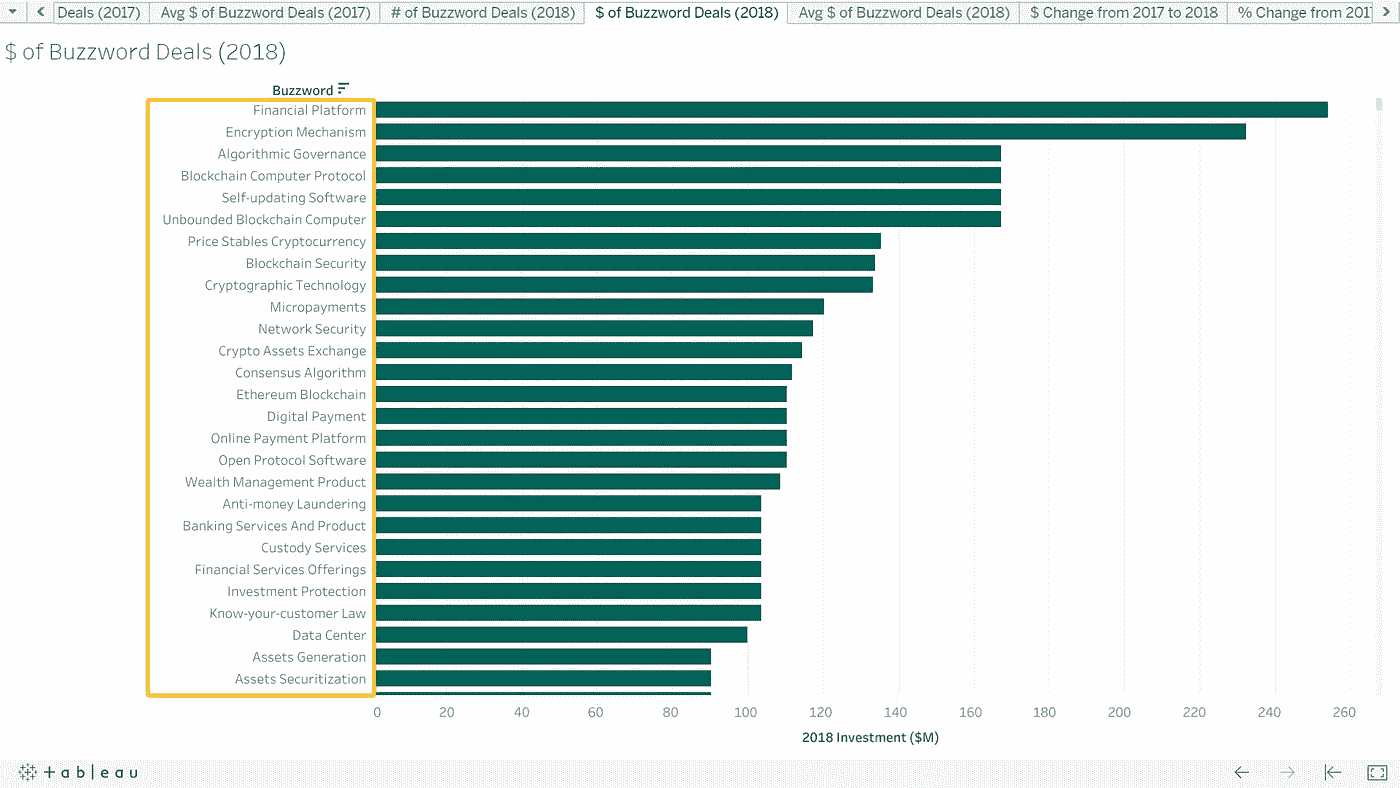 Deals (2017) Avg $ of Buzzword Deals (2017) # of Buzzword Deals (2018) $ of Buzzword Deals (2018) Avg $ of Buzzword Deals (2018) $ Change from 2017 to 2018 % Change from 201
$ of Buzzword Deals (2018)
Buzzword
Financial Platform
Encryption Mechanism
Algorithmic Governance
Blockchain Computer Protocol
Self-updating Software
Unbounded Blockchain Computer
Price Stables Cryptocurrency
Blockchain Security
Cryptographic Technology
Micropayments
Network Security
Crypto Assets Exchange
Consensus Algorithm
Ethereum Blockchain
Digital Payment
Online Payment Platform
Open Protocol Software
Wealth Management Product
Anti-money Laundering
Banking Services And Product
Custody Services
Financial Services Offerings
Investment Protection
Know-your-customer Law
Data Center
Assets Generation
Assets Securitization
0 20 40 60 80 100 120 140 160 180 200 220 240 260
2018 Investment ($M)
+ableau